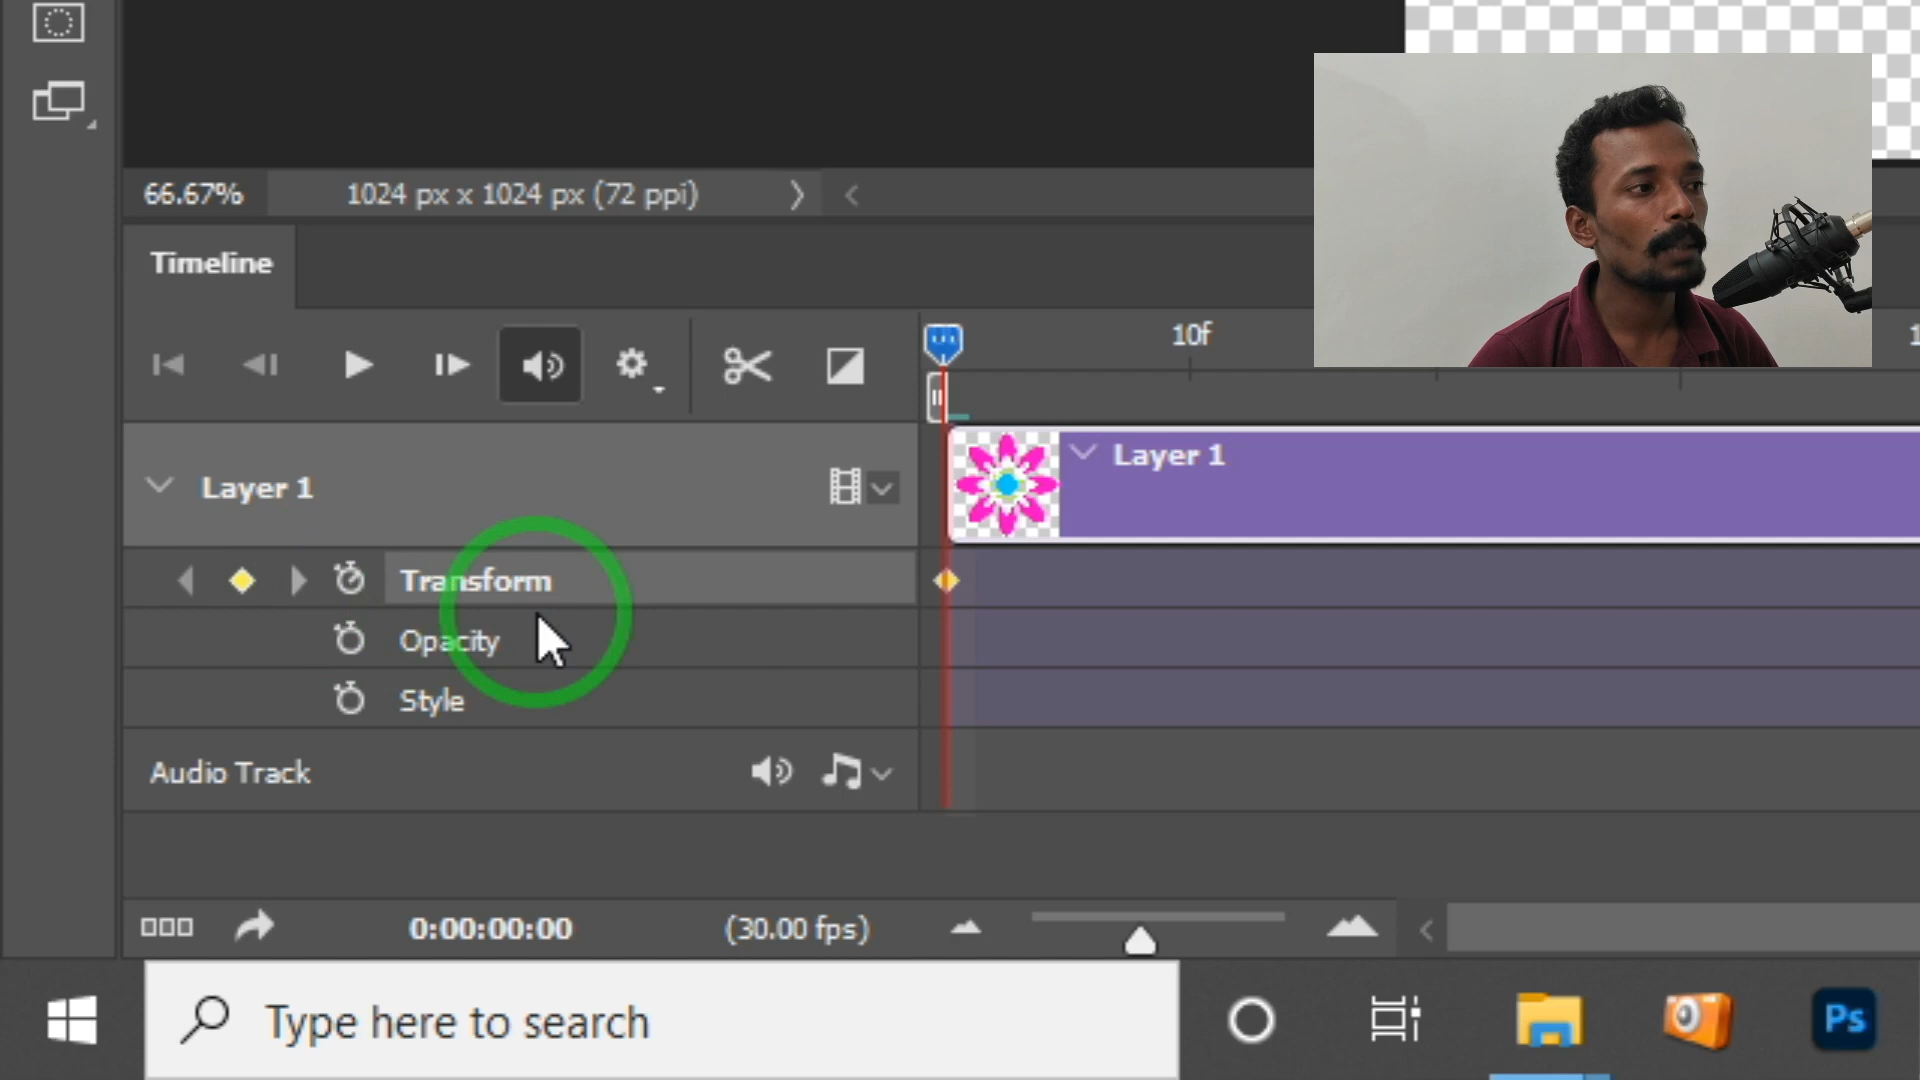 66.67%
1024 px x 1024 px (72 ppi)
Timeline
10f
Layer 1
Layer 1
Transform
Opacity
Style
Audio Track
0:00:00:00
(30.00 fps)
Type here to search
Ps